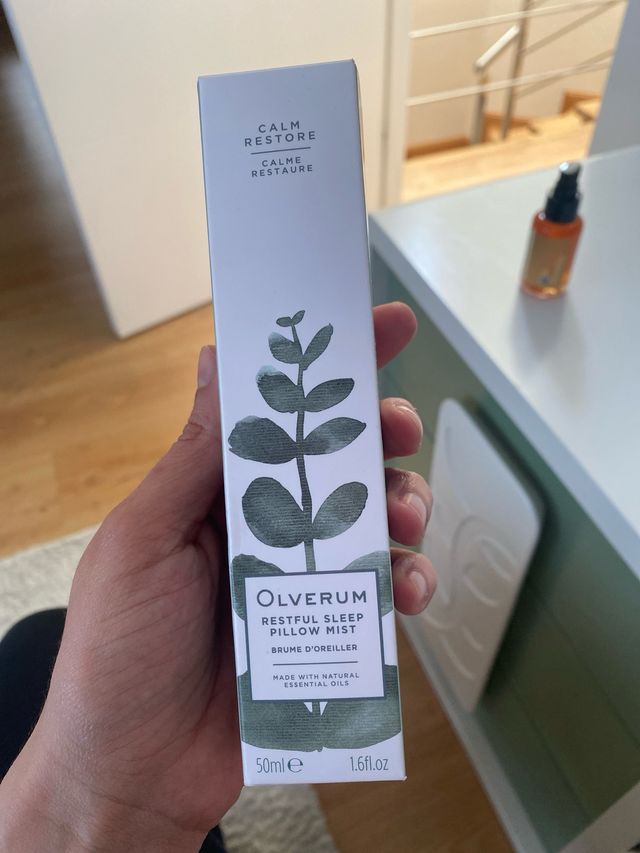 CALM
RESTORE
CALME
RESTAURE
OLVERUM
RESTFUL SLEEP
PILLOW MIST
BRUME D'OREILLER
MADE WITH NATURAL
ESSENTIAL OILS
50ml ℮ 1.6fl.oz